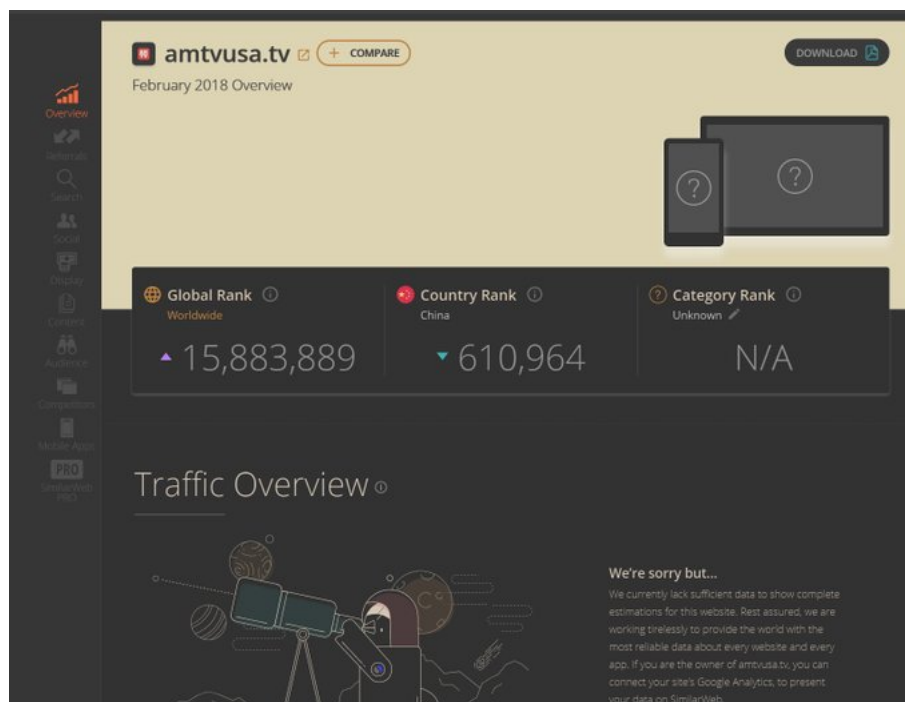 amtvusa.tv
+ COMPARE
DOWNLOAD
February 2018 Overview
Overview
Referrals
Search
Social
Display
Content
Audience
Competitors
Mobile Apps
PRO
SimilarWeb
PRO
Global Rank
Worldwide
15,883,889
Country Rank
China
610,964
Category Rank
Unknown
N/A
Traffic Overview
We're sorry but...
We currently lack sufficient data to show complete
estimations for this website. Rest assured, we are
working tirelessly to provide the world with the
most reliable data about every website and every
app. If you are the owner of amtvusa.tv, you can
connect your site's Google Analytics, to present
your data on SimilarWeb.